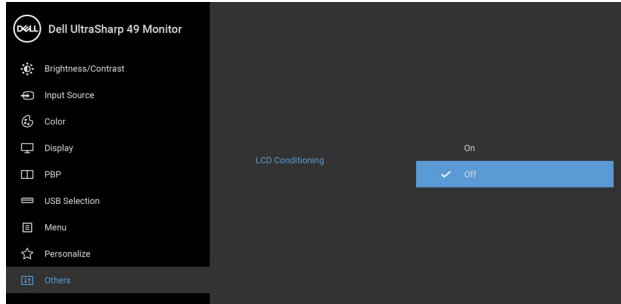 DELL
Dell UltraSharp 49 Monitor
Brightness/Contrast
Input Source
Color
Display
PBP
USB Selection
Menu
Personalize
Others
LCD Conditioning
On
Off